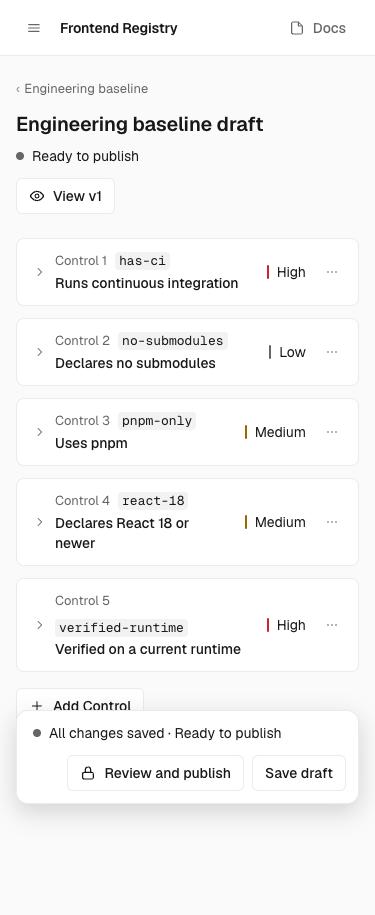 Frontend Registry
Docs
‹ Engineering baseline
Engineering baseline draft
Ready to publish
View v1
Control 1 has-ci
Runs continuous integration
High
Control 2 no-submodules
Declares no submodules
Low
Control 3 pnpm-only
Uses pnpm
Medium
Control 4 react-18
Declares React 18 or
newer
Medium
Control 5
verified-runtime
Verified on a current runtime
High
Add Control
All changes saved · Ready to publish
Review and publish
Save draft